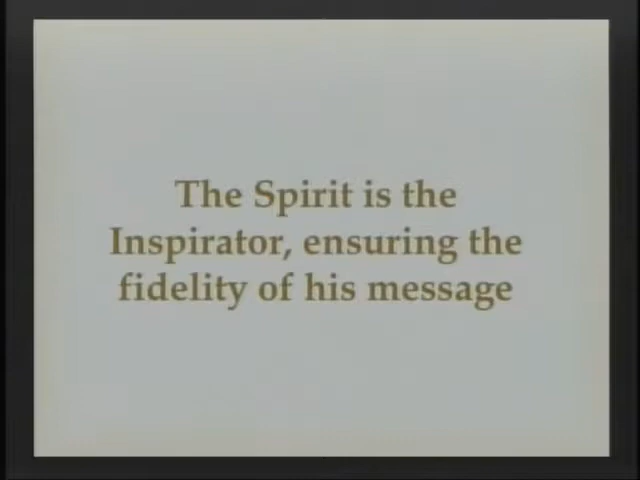 The Spirit is the
Inspirator, ensuring the
fidelity of his message